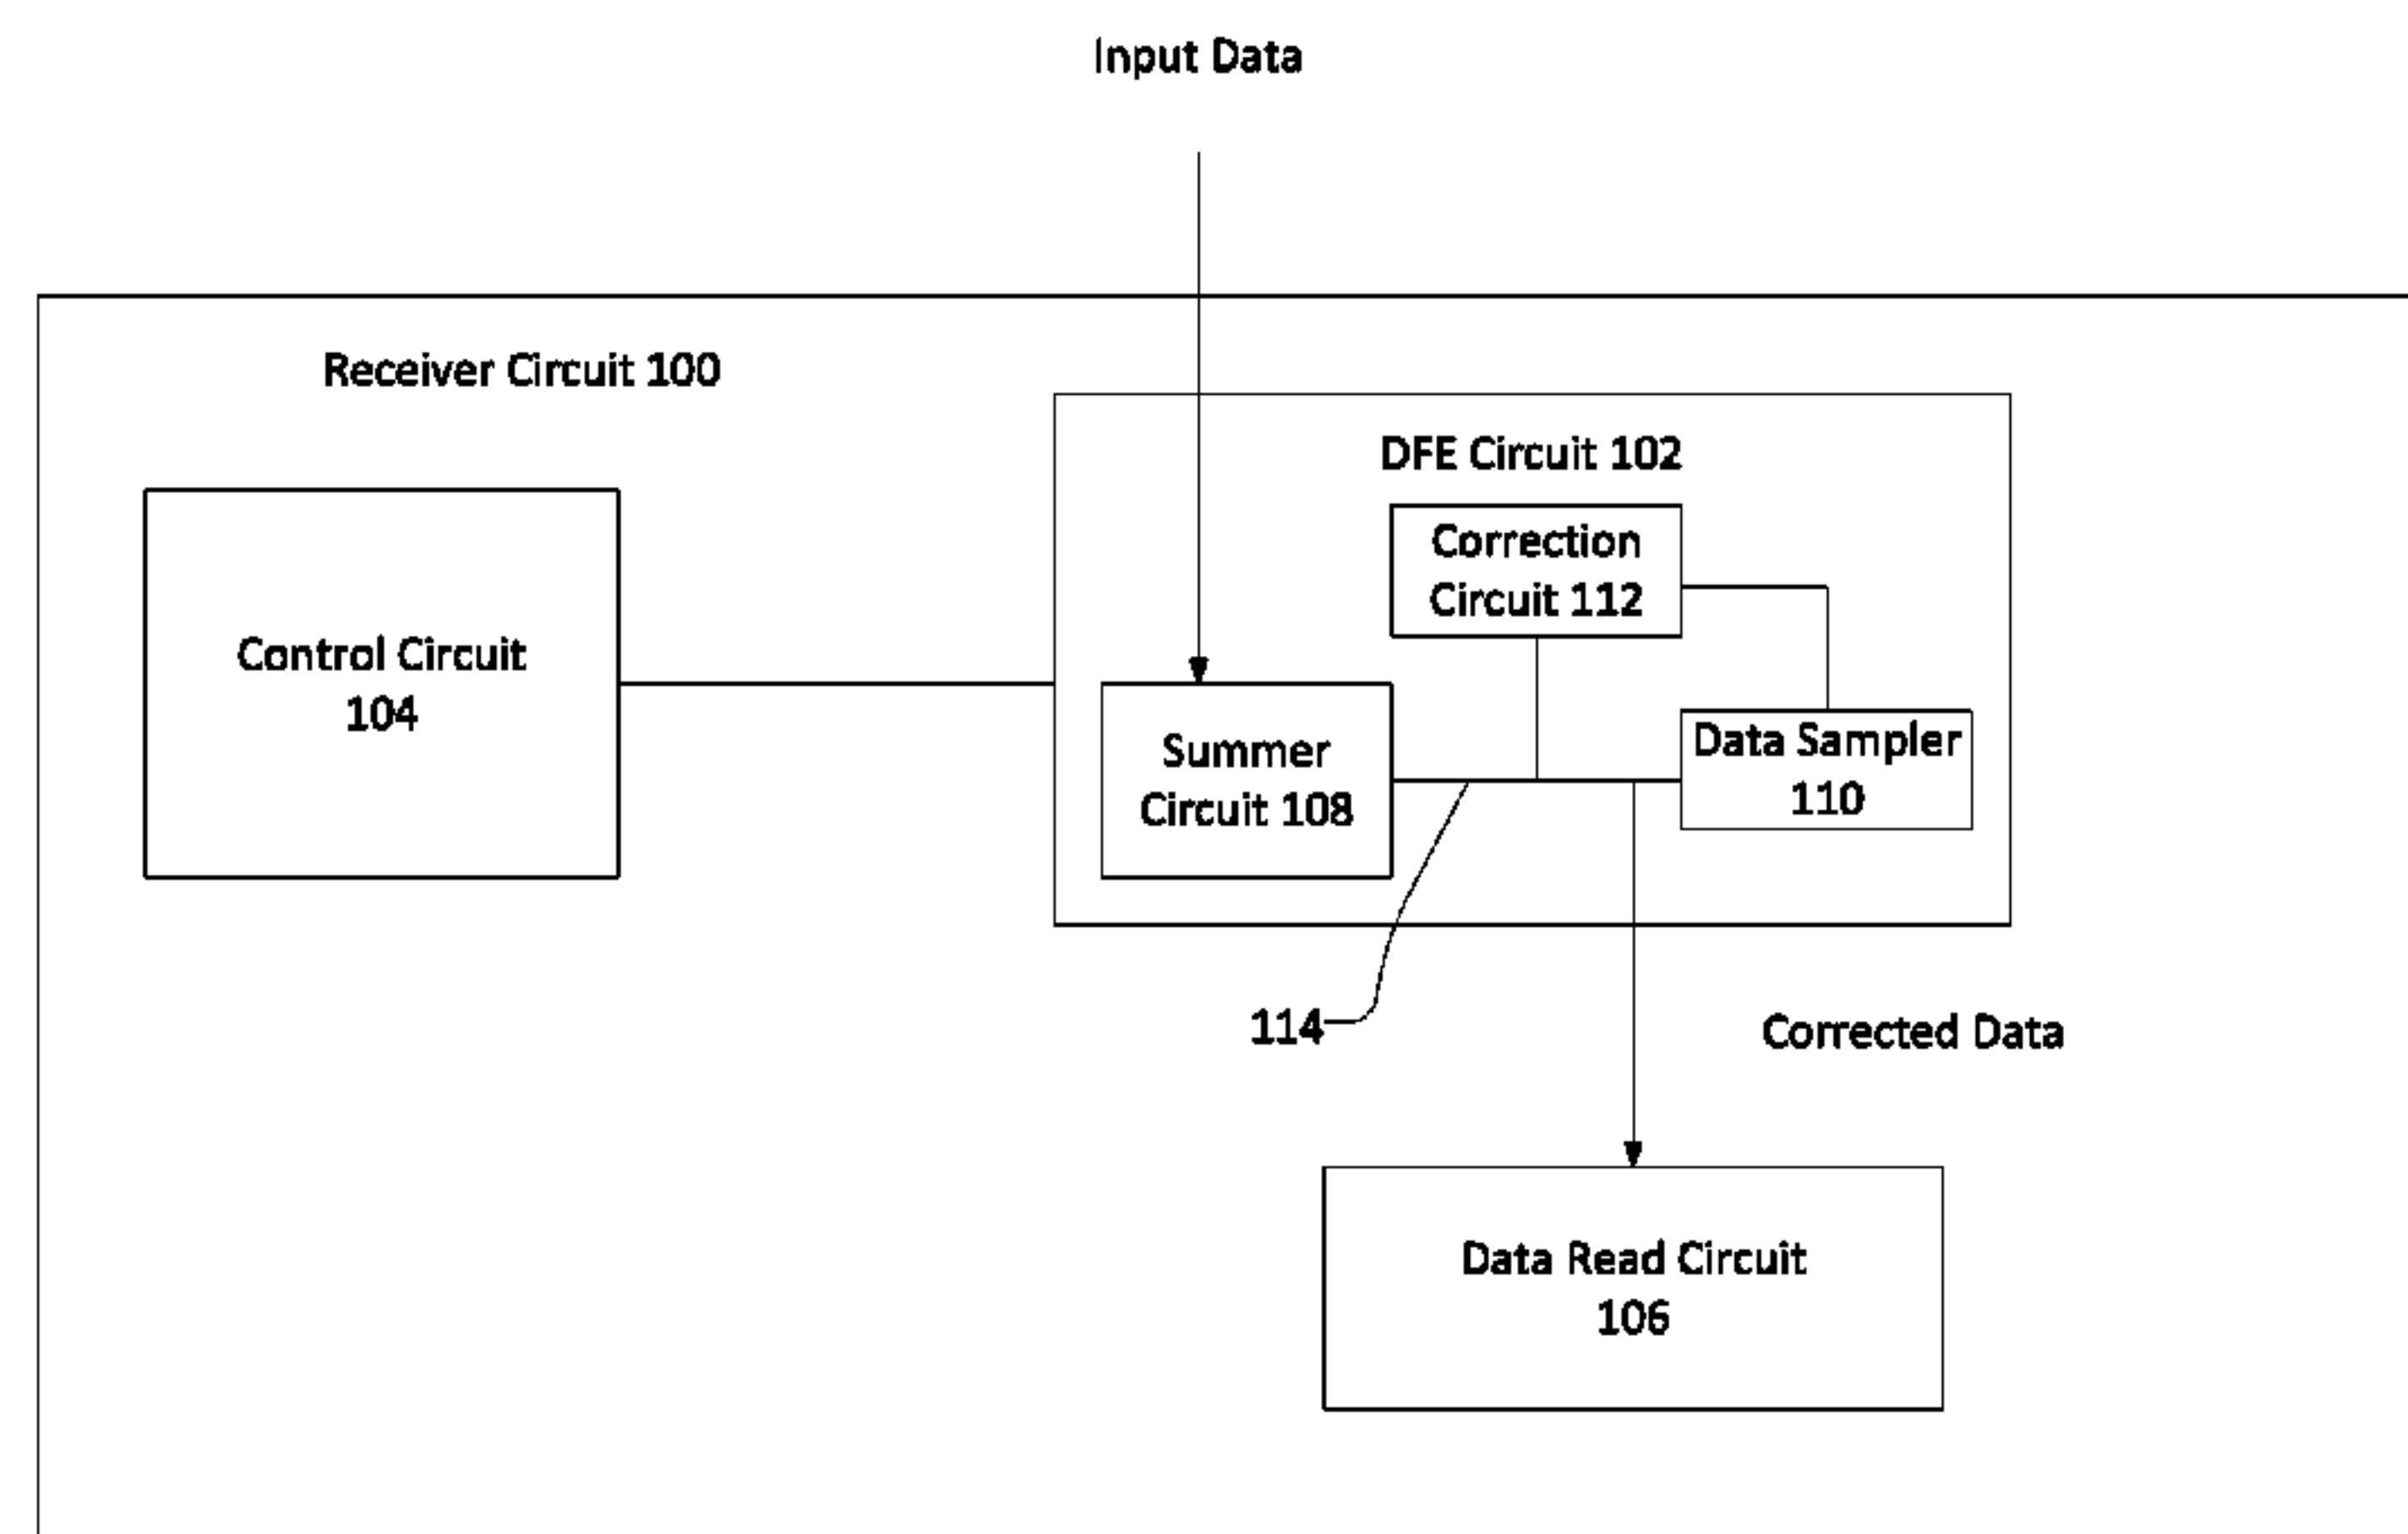 Input Data
Receiver Circuit 100
DFE Circuit 102
Correction
Circuit 112
Control Circuit
104
Summer
Circuit 108
Data Sampler
110
114
Corrected Data
Data Read Circuit
106